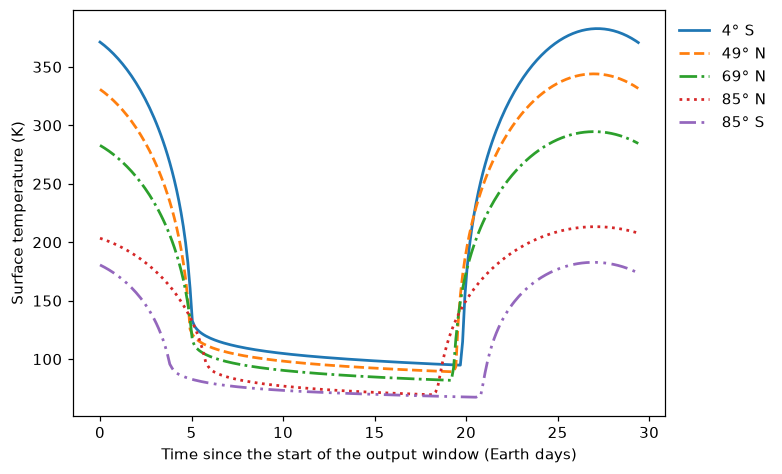 4° S
49° N
69° N
85° N
85° S
Surface temperature (K)
350
300
250
200
150
100
0 5 10 15 20 25 30
Time since the start of the output window (Earth days)